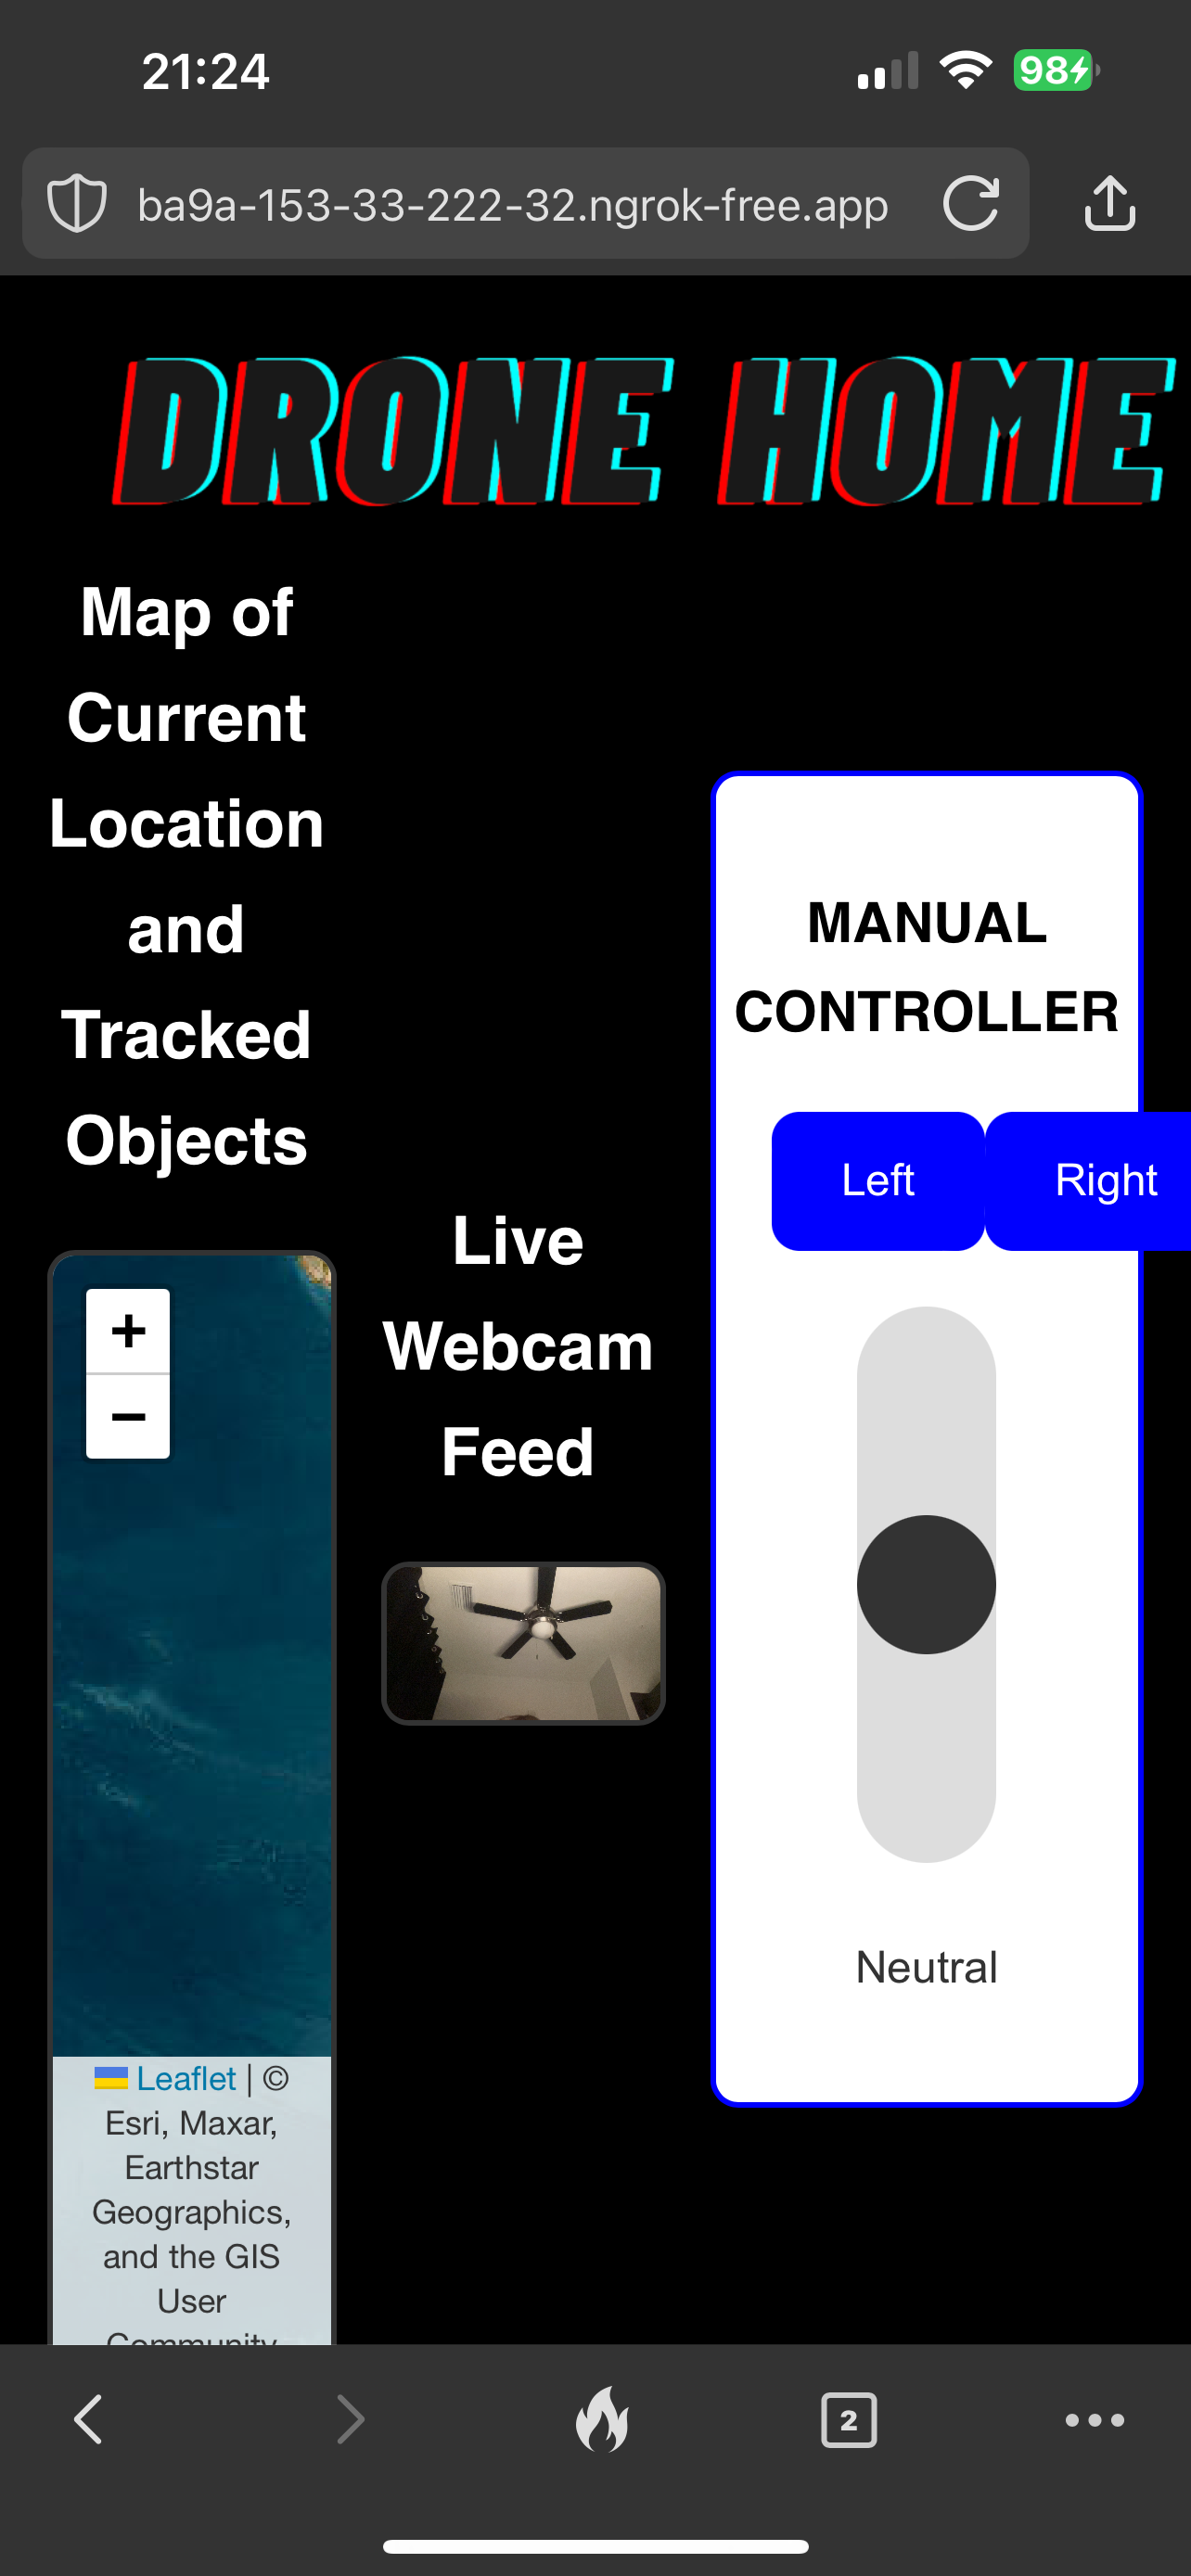 21:24
98
ba9a-153-33-222-32.ngrok-free.app
DRONE HOME
Map of
Current
Location
and
Tracked
Objects
+
−
Leaflet | ©
Esri, Maxar,
Earthstar
Geographics,
and the GIS
User
Community
Live
Webcam
Feed
MANUAL
CONTROLLER
Left
Right
Neutral
2